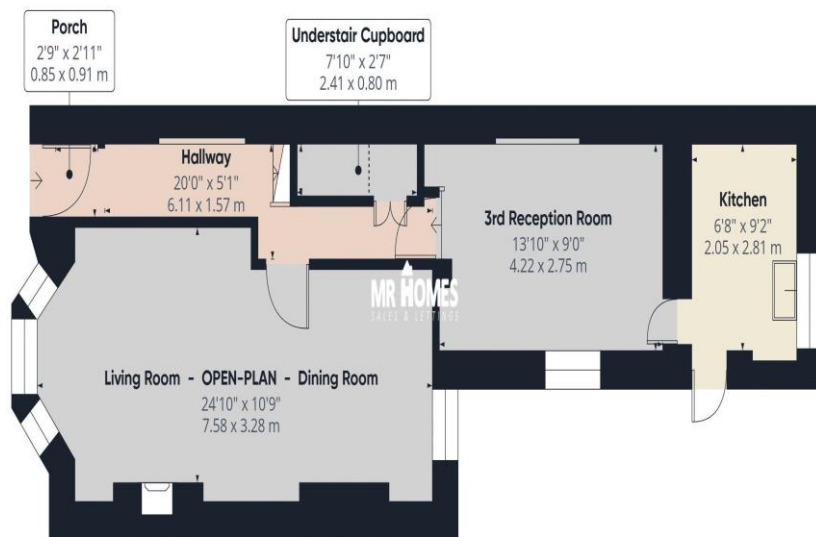 Porch
2'9" x 2'11"
0.85 x 0.91 m
Understair Cupboard
7'10" x 2'7"
2.41 x 0.80 m
Hallway
20'0" x 5'1"
6.11 x 1.57 m
3rd Reception Room
13'10" x 9'0"
4.22 x 2.75 m
Kitchen
6'8" x 9'2"
2.05 x 2.81 m
MR HOMES
SALES & LETTINGS
Living Room - OPEN-PLAN - Dining Room
24'10" x 10'9"
7.58 x 3.28 m